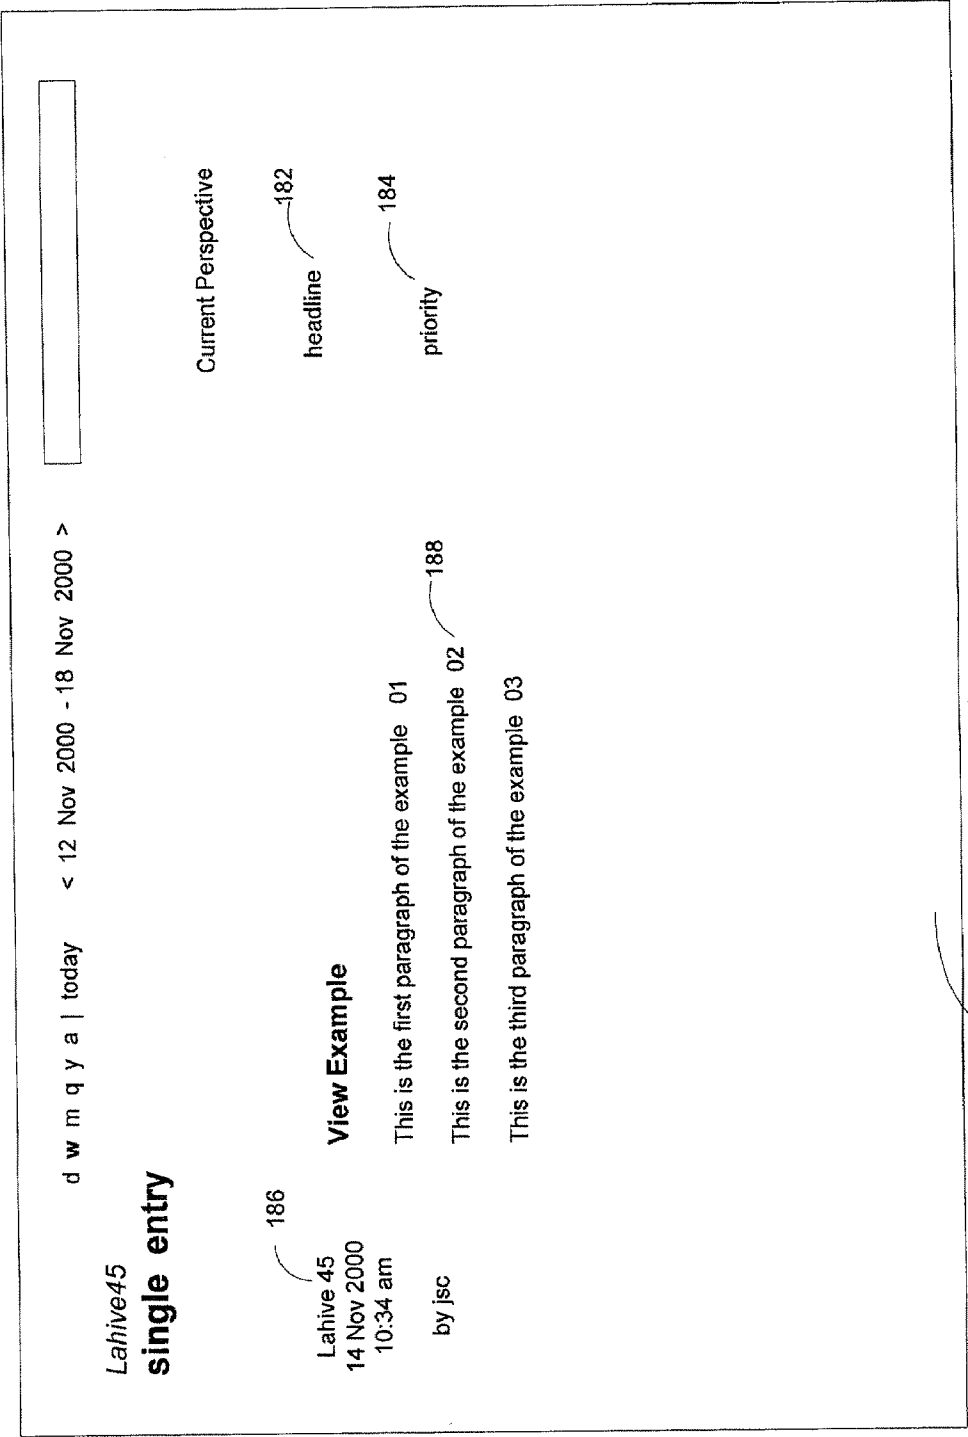 d w m q y a | today < 12 Nov 2000 - 18 Nov 2000 >
Lahive45
single entry
Current Perspective
186
182
headline
Lahive 45
14 Nov 2000
10:34 am
by jsc
View Example
184
priority
This is the first paragraph of the example 01
188
This is the second paragraph of the example 02
This is the third paragraph of the example 03